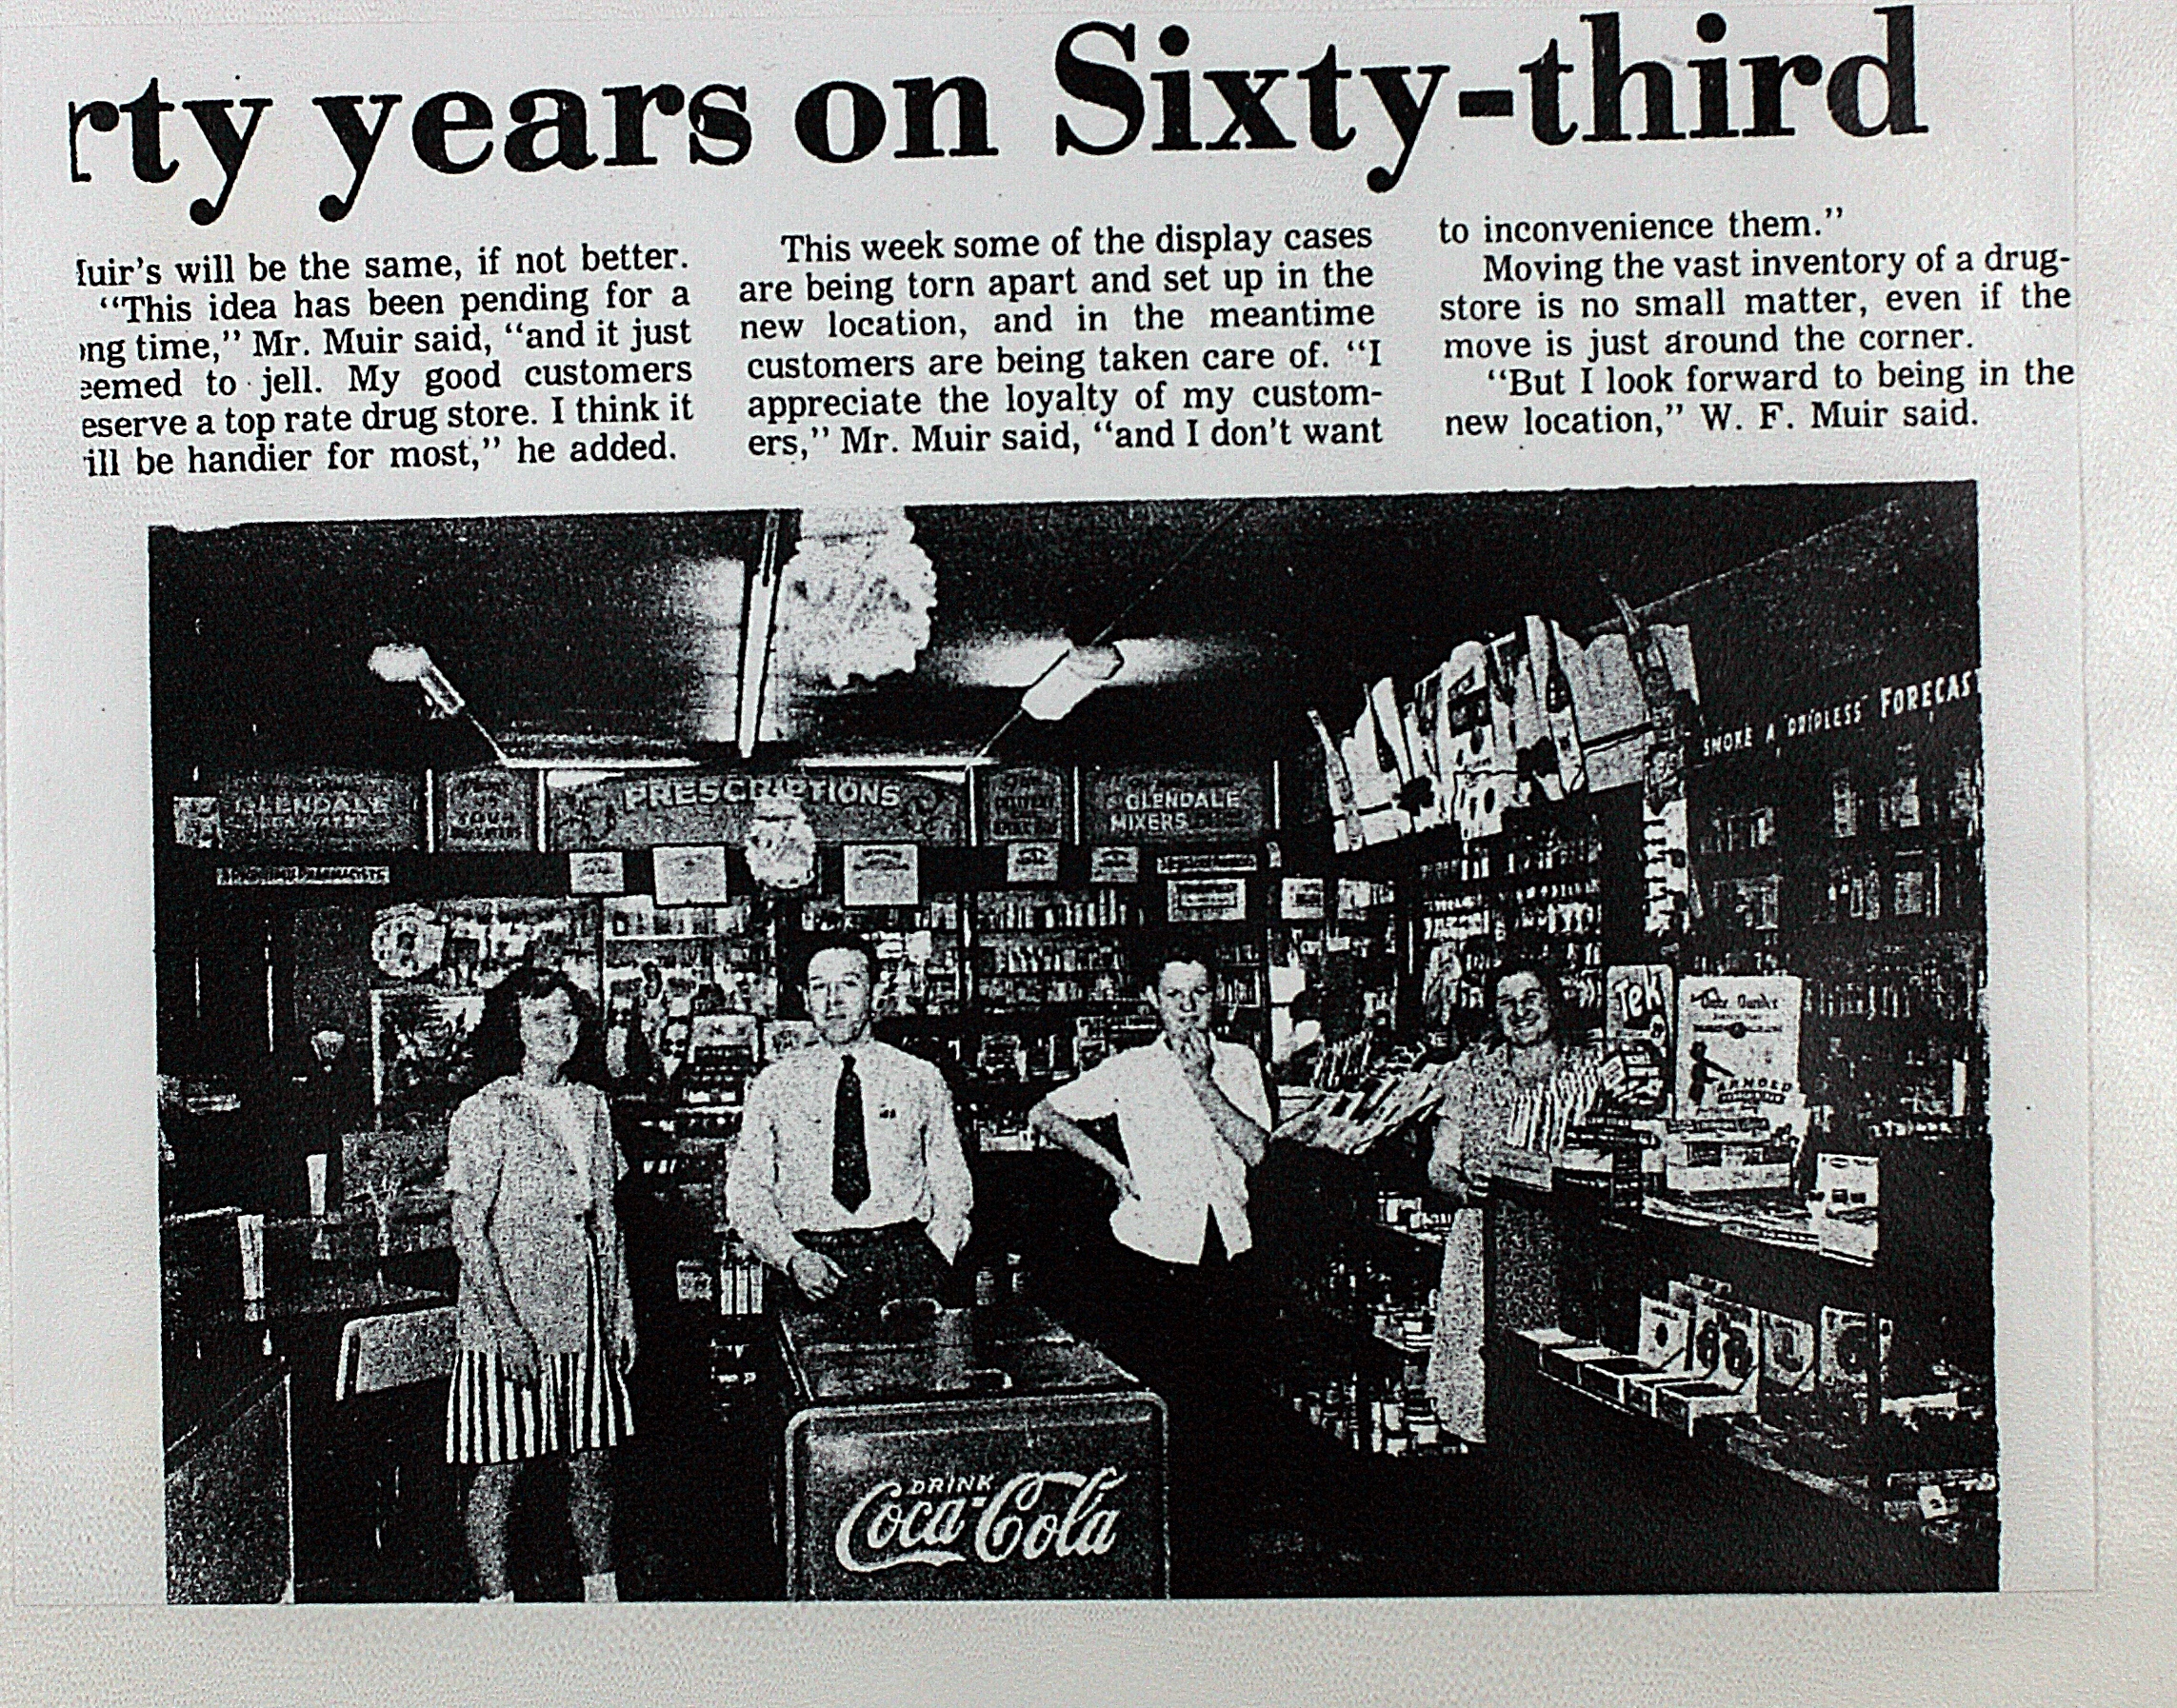 rty years on Sixty-third
uir's will be the same, if not better.
"This idea has been pending for a
ng time," Mr. Muir said, "and it just
eemed to jell. My good customers
eserve a top rate drug store. I think it
ill be handier for most," he added.
This week some of the display cases
are being torn apart and set up in the
new location, and in the meantime
customers are being taken care of. "I
appreciate the loyalty of my custom-
ers," Mr. Muir said, "and I don't want
to inconvenience them."
Moving the vast inventory of a drug-
store is no small matter, even if the
move is just around the corner.
"But I look forward to being in the
new location," W. F. Muir said.
SMOKE A "DRIPLESS" FORECAST
GLENDALE
YOUR
PRESCRIPTIONS
GLENDALE
MIXERS
Tek
ARNOLD
DRINK
Coca-Cola